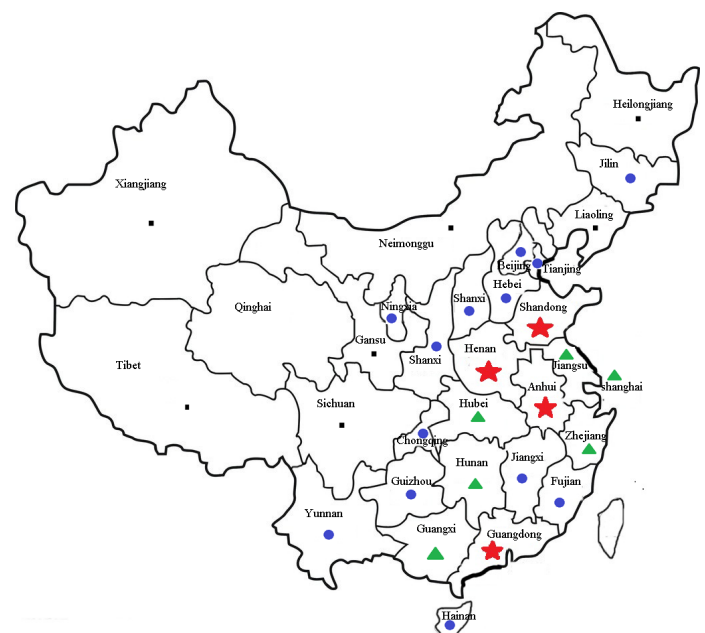 Heilongjiang
Jilin
Xiangjiang
Liaoling
Neimonggu
Beijing
Tianjing
Hebei
Qinghai
Ningxia
Shanxi
Shandong
Gansu
Shanxi
Henan
Jiangsu
Tibet
Anhui
shanghai
Sichuan
Hubei
Chongqing
Zhejiang
Hunan
Jiangxi
Guizhou
Fujian
Yunnan
Guangxi
Guangdong
Hainan